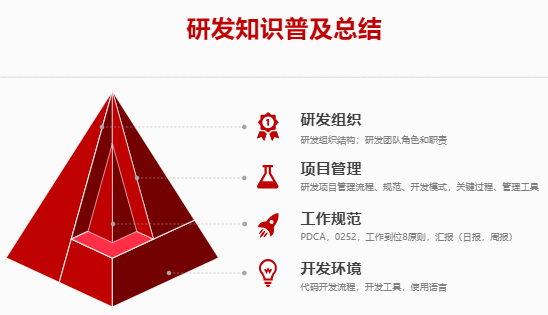 研发知识普及总结
1
研发组织
研发组织结构；研发团队角色和职责
项目管理
研发项目管理流程、规范、开发模式，关键过程、管理工具
工作规范
PDCA，0252，工作到位8原则，汇报（日报，周报）
开发环境
代码开发流程，开发工具，使用语言